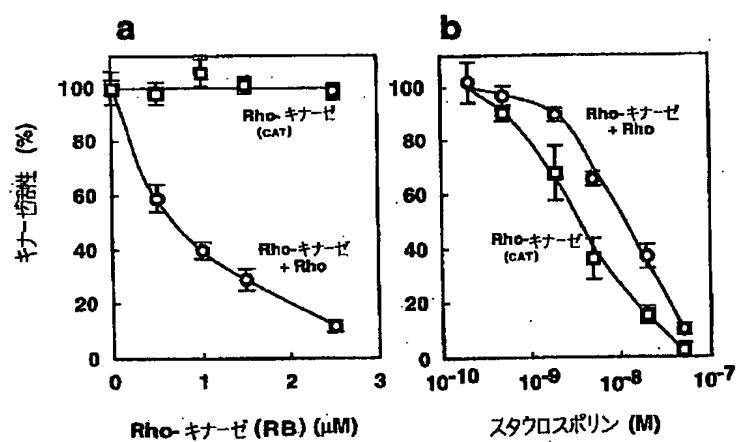 a
キナーゼ活性 (%)
100
80
60
40
20
0
Rho-キナーゼ
(CAT)
Rho-キナーゼ
+ Rho
0
1
2
3
Rho-キナーゼ (RB) (μM)
b
100
80
60
40
20
0
Rho-キナーゼ
+ Rho
Rho-キナーゼ
(CAT)
10-10
10-9
10-8
10-7
スタウロスポリン (M)